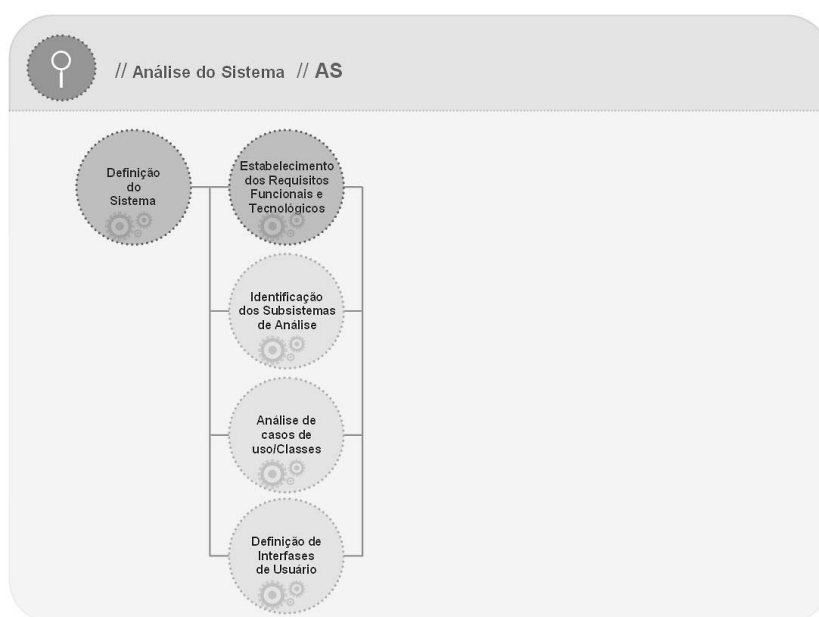 // Análise do Sistema // AS
Definição
do
Sistema
Estabelecimento
dos Requisitos
Funcionais e
Tecnológicos
Identificação
dos Subsistemas
de Análise
Análise de
casos de
uso/Classes
Definição de
Interfases
de Usuário